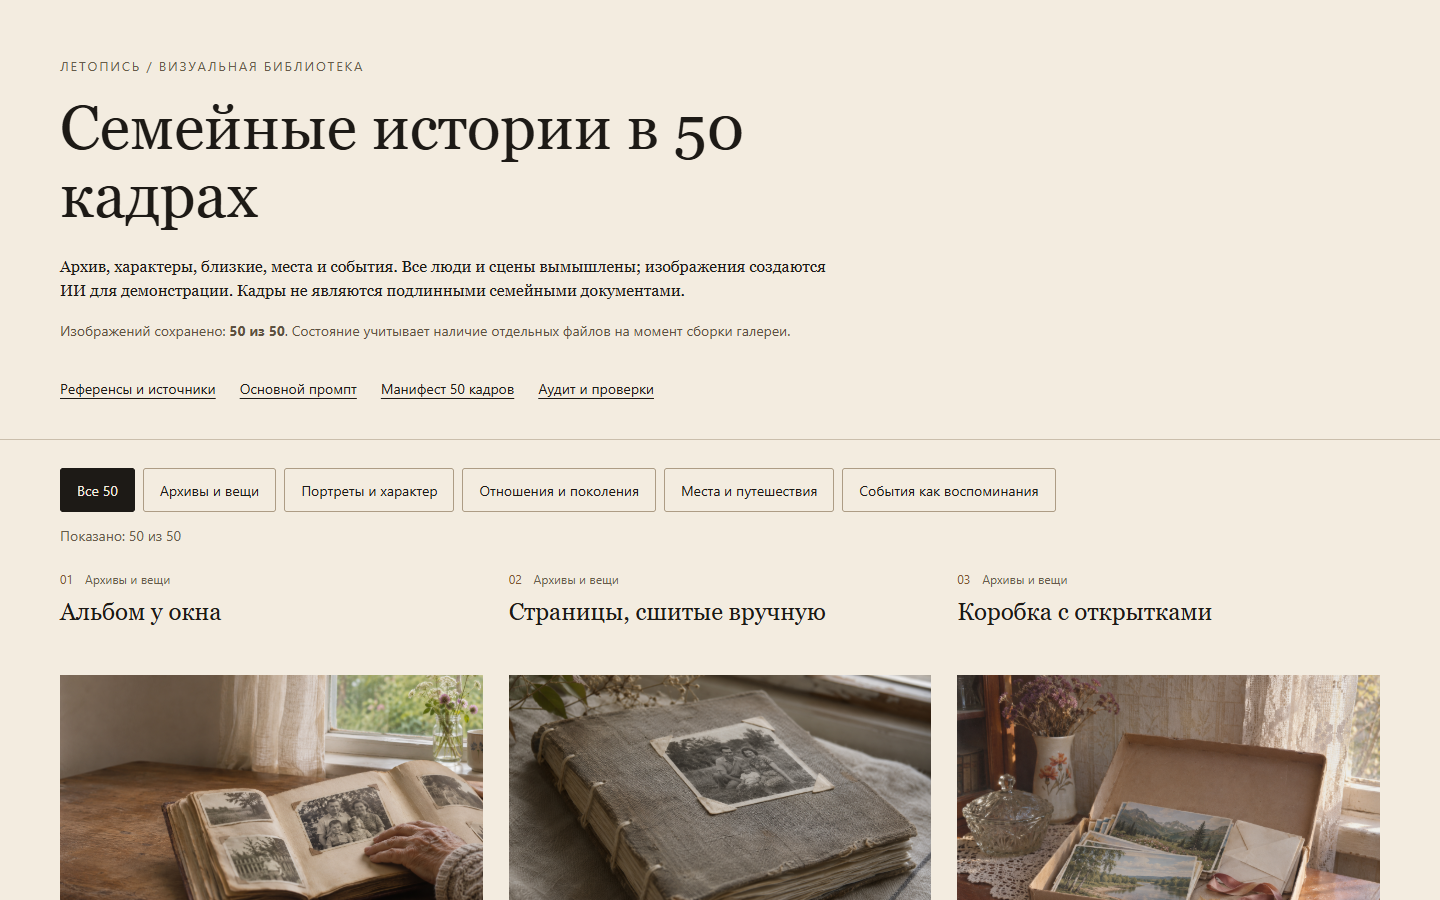 ЛЕТОПИСЬ / ВИЗУАЛЬНАЯ БИБЛИОТЕКА
Семейные истории в 50
кадрах
Архив, характеры, близкие, места и события. Все люди и сцены вымышлены; изображения создаются
ИИ для демонстрации. Кадры не являются подлинными семейными документами.
Изображений сохранено: 50 из 50. Состояние учитывает наличие отдельных файлов на момент сборки галереи.
Референсы и источники Основной промпт Манифест 50 кадров Аудит и проверки
Все 50 Архивы и вещи Портреты и характер Отношения и поколения Места и путешествия События как воспоминания
Показано: 50 из 50
01 Архивы и вещи 02 Архивы и вещи 03 Архивы и вещи
Альбом у окна Страницы, сшитые вручную Коробка с открытками